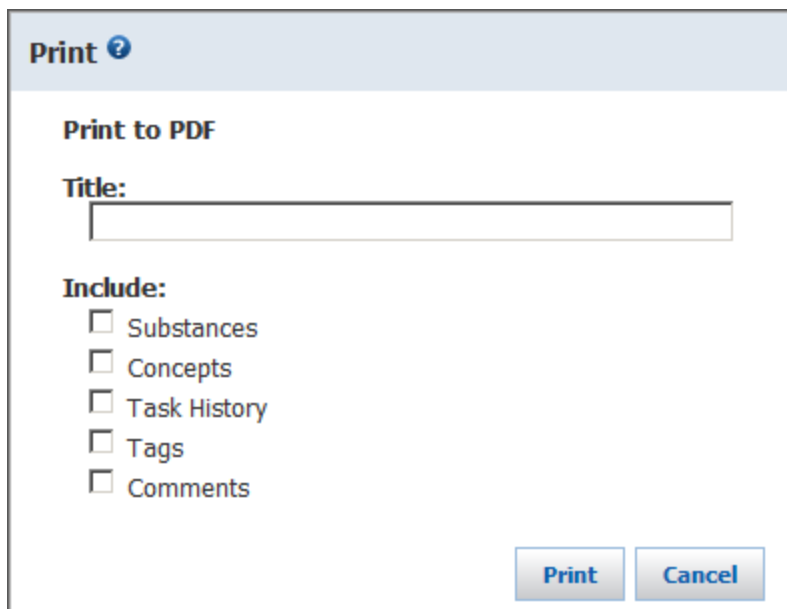 Print ?
Print to PDF
Title:
Include:
Substances
Concepts
Task History
Tags
Comments
Print Cancel